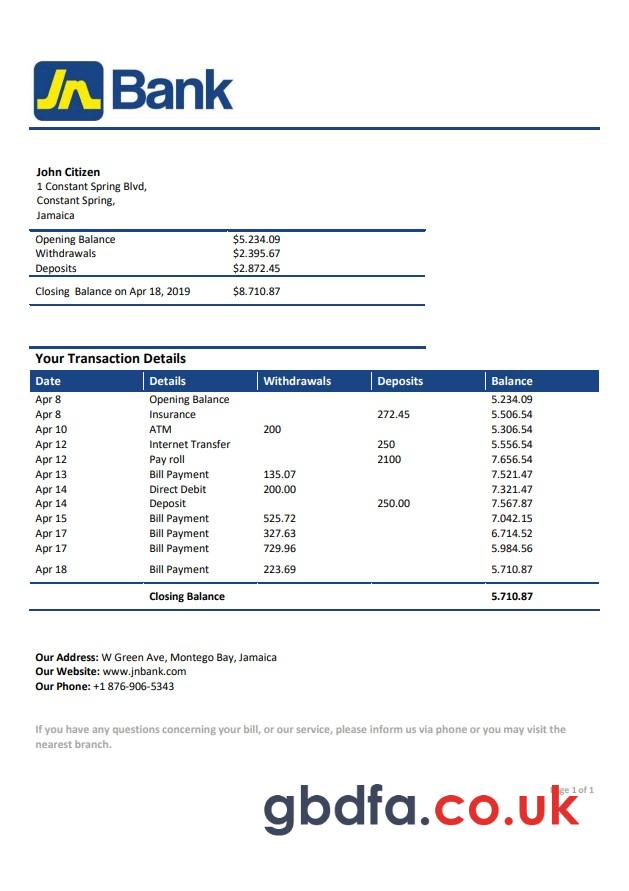 Jn Bank
John Citizen
1 Constant Spring Blvd,
Constant Spring,
Jamaica
Opening Balance $5.234.09
Withdrawals $2.395.67
Deposits $2.872.45
Closing Balance on Apr 18, 2019 $8.710.87
Your Transaction Details
Date Details Withdrawals Deposits Balance
Apr 8 Opening Balance 5.234.09
Apr 8 Insurance 272.45 5.506.54
Apr 10 ATM 200 5.306.54
Apr 12 Internet Transfer 250 5.556.54
Apr 12 Pay roll 2100 7.656.54
Apr 13 Bill Payment 135.07 7.521.47
Apr 14 Direct Debit 200.00 7.321.47
Apr 14 Deposit 250.00 7.567.87
Apr 15 Bill Payment 525.72 7.042.15
Apr 17 Bill Payment 327.63 6.714.52
Apr 17 Bill Payment 729.96 5.984.56
Apr 18 Bill Payment 223.69 5.710.87
Closing Balance 5.710.87
Our Address: W Green Ave, Montego Bay, Jamaica
Our Website: www.jnbank.com
Our Phone: +1 876-906-5343
If you have any questions concerning your bill, or our service, please inform us via phone or you may visit the
nearest branch.
Page 1 of 1
gbdfa.co.uk